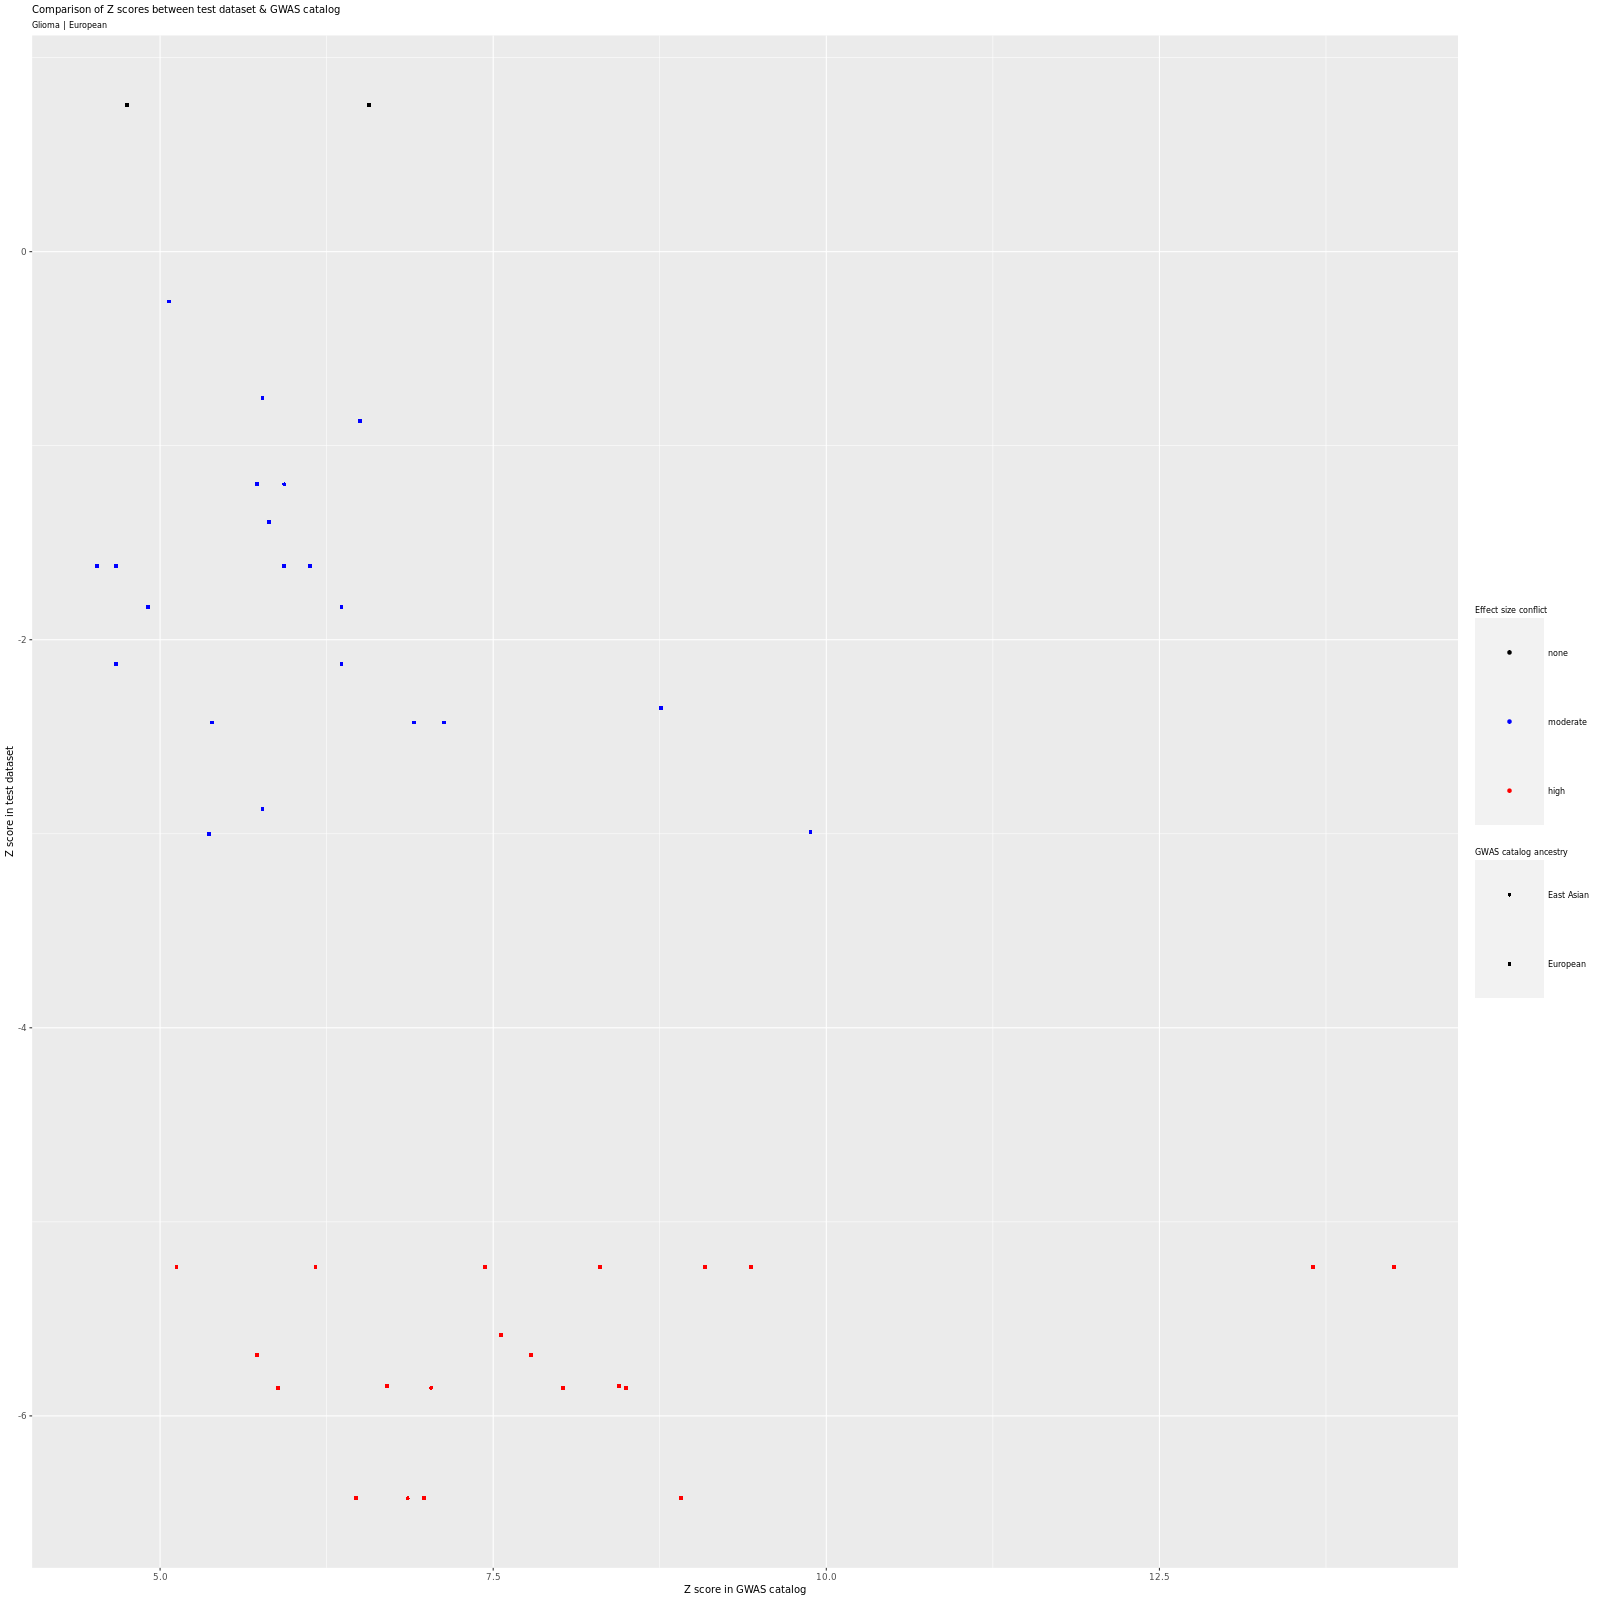 Comparison of Z scores between test dataset & GWAS catalog
Glioma | European
0
-2
-4
-6
Z score in test dataset
5.0
7.5
10.0
12.5
Z score in GWAS catalog
Effect size conflict
none
moderate
high
GWAS catalog ancestry
East Asian
European